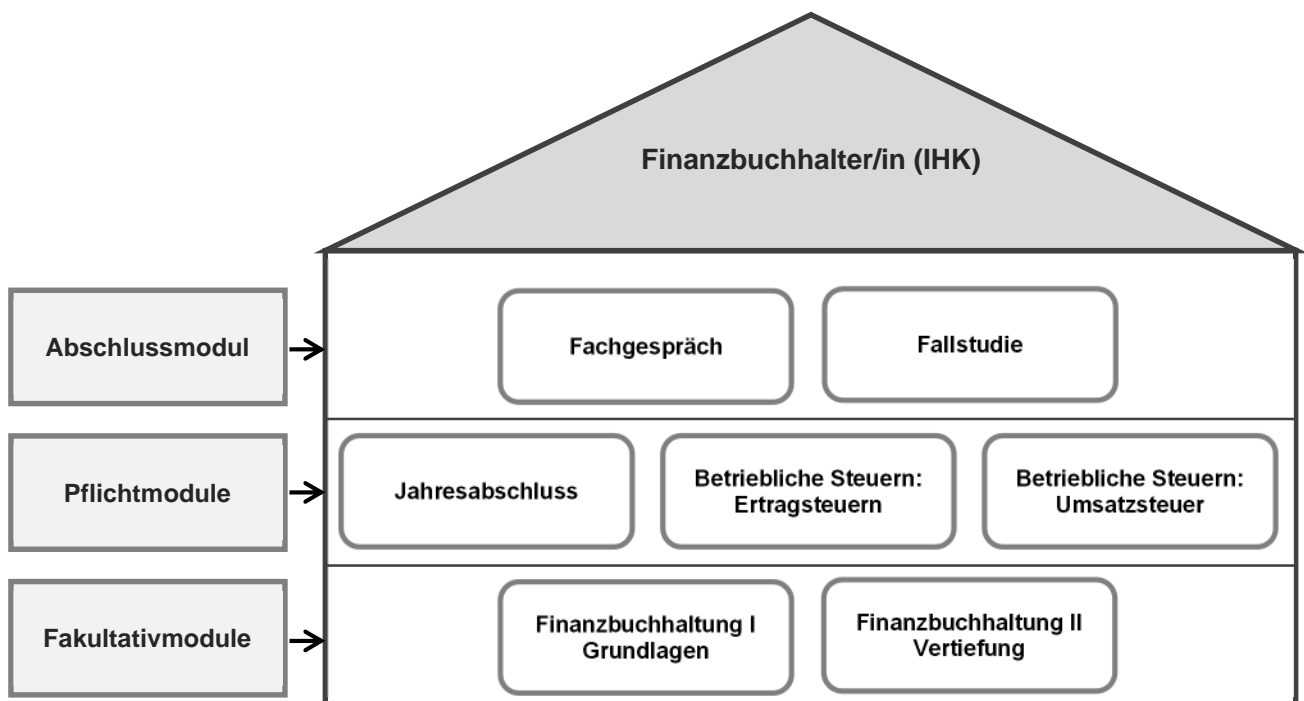 Finanzbuchhalter/in (IHK)
Abschlussmodul
Fachgespräch
Fallstudie
Pflichtmodule
Jahresabschluss
Betriebliche Steuern:
Ertragsteuern
Betriebliche Steuern:
Umsatzsteuer
Fakultativmodule
Finanzbuchhaltung I
Grundlagen
Finanzbuchhaltung II
Vertiefung